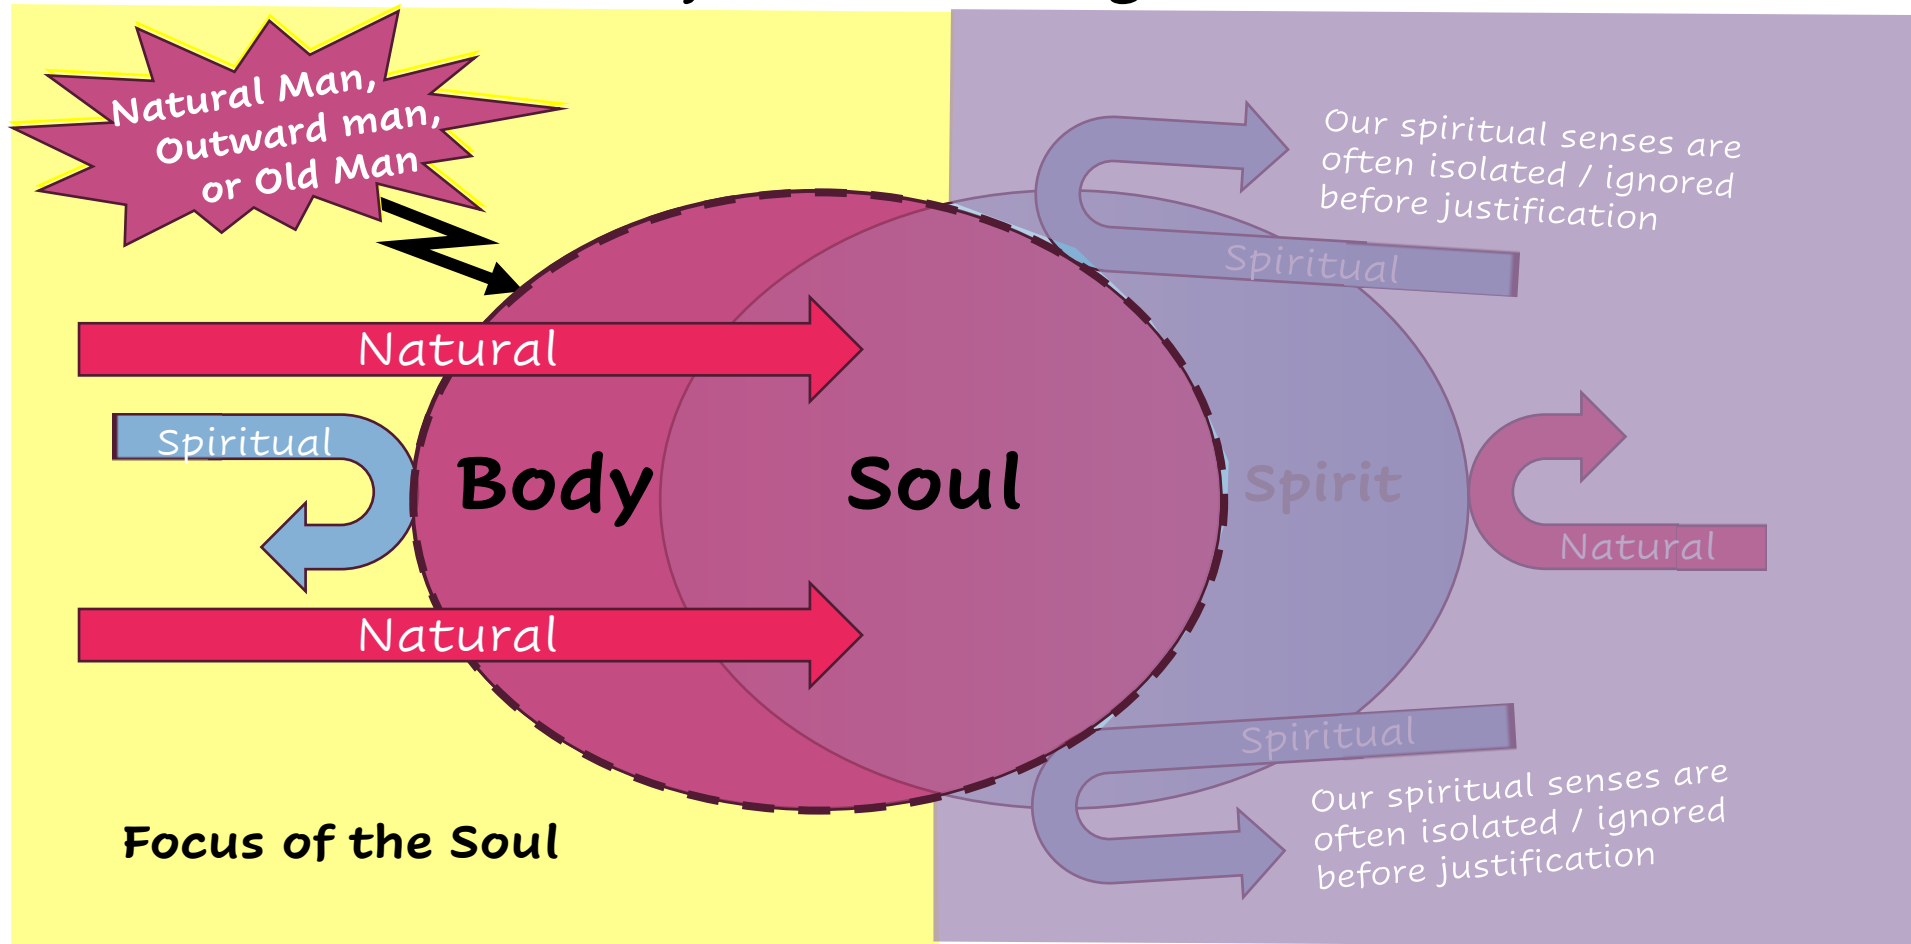 Natural Man,
Outward man,
or Old Man
Our spiritual senses are
often isolated / ignored
before justification
Spiritual
Natural
Spiritual
Body
Soul
Spirit
Natural
Natural
Spiritual
Our spiritual senses are
often isolated / ignored
before justification
Focus of the Soul